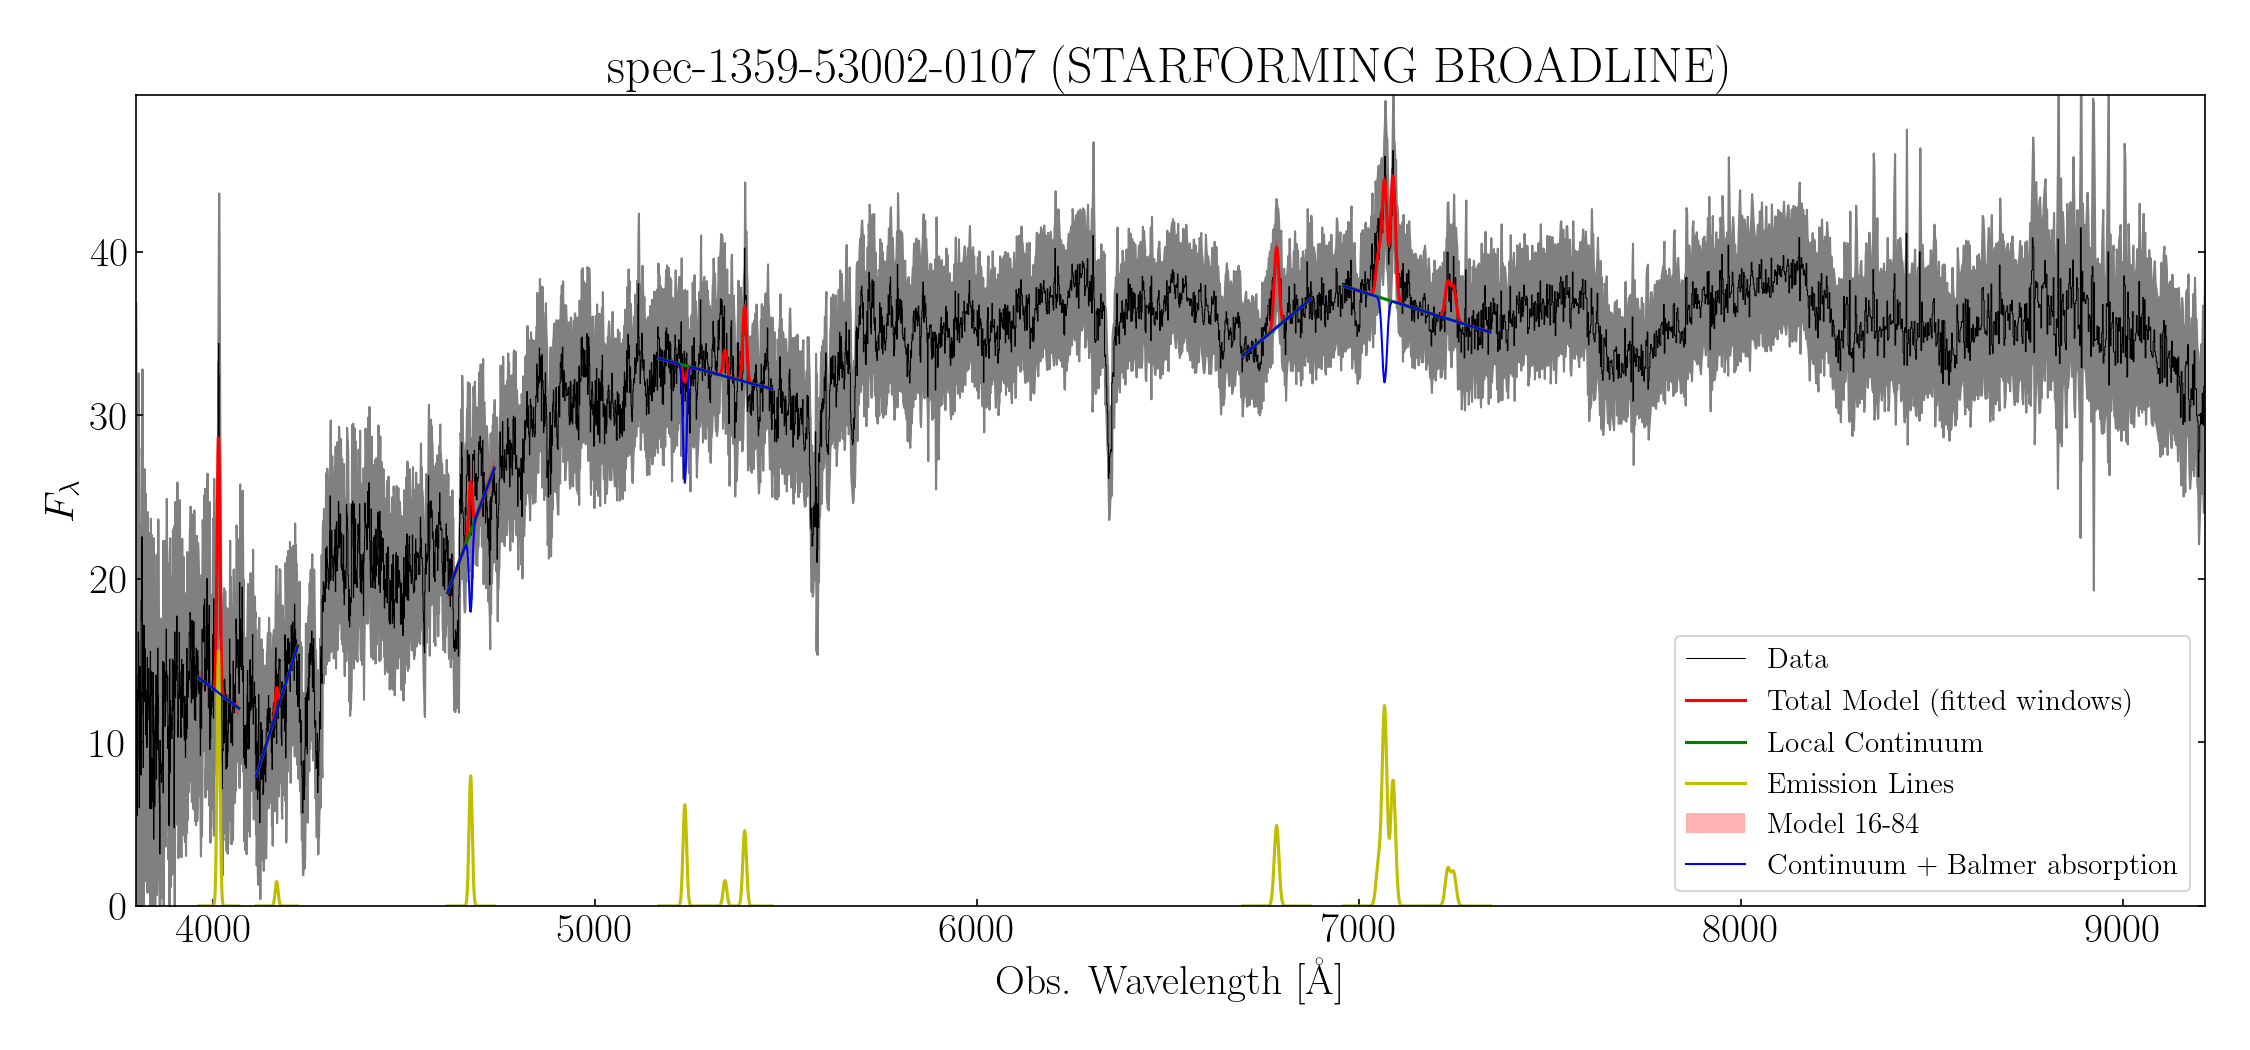 spec-1359-53002-0107 (STARFORMING BROADLINE)
40
30
20
10
0
F_λ
4000 5000 6000 7000 8000 9000
Obs. Wavelength [Å]
Data
Total Model (fitted windows)
Local Continuum
Emission Lines
Model 16-84
Continuum + Balmer absorption